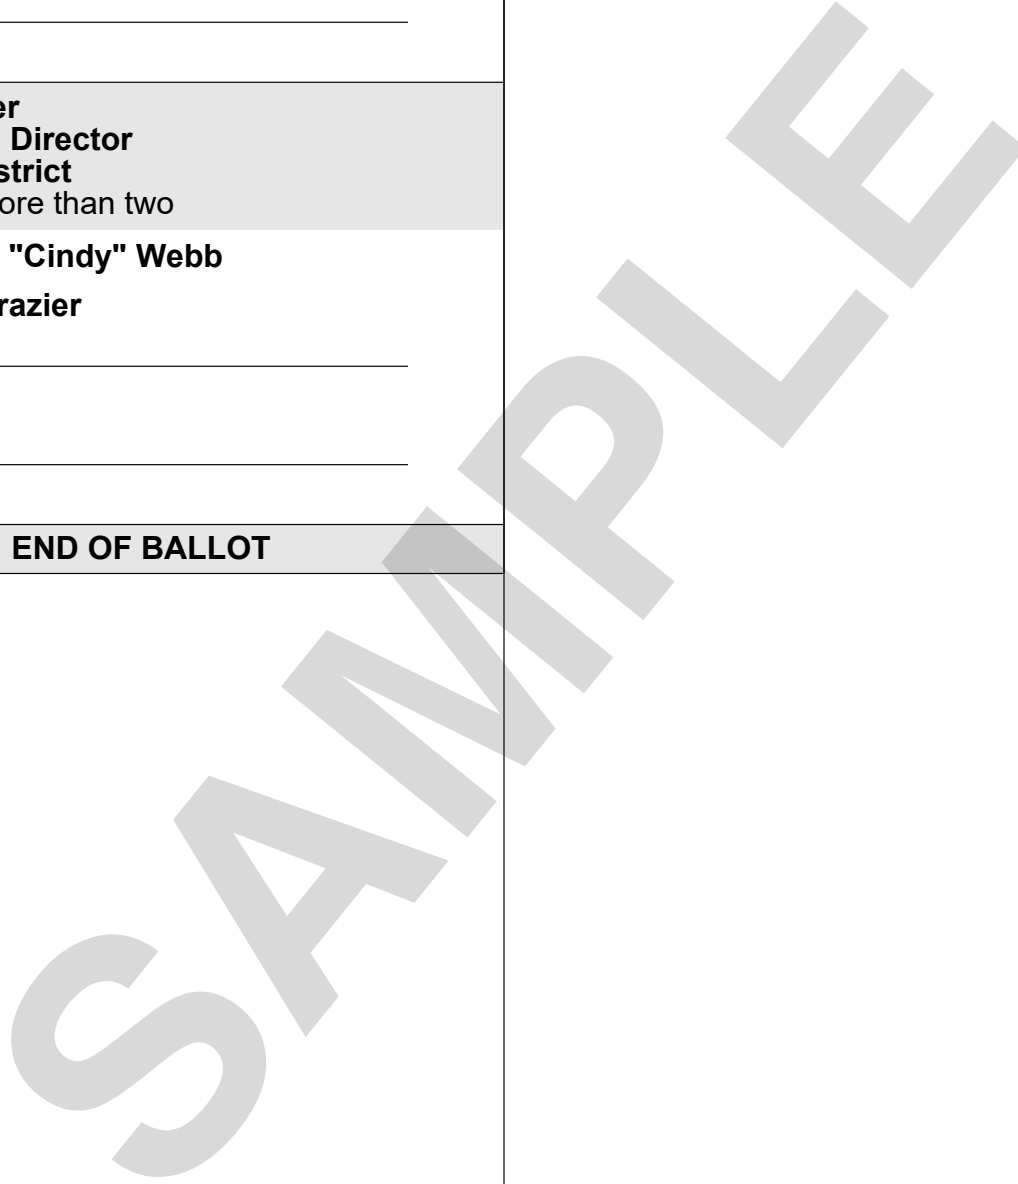 er
Director
strict
ore than two
"Cindy" Webb
razier
END OF BALLOT
SAMPLE